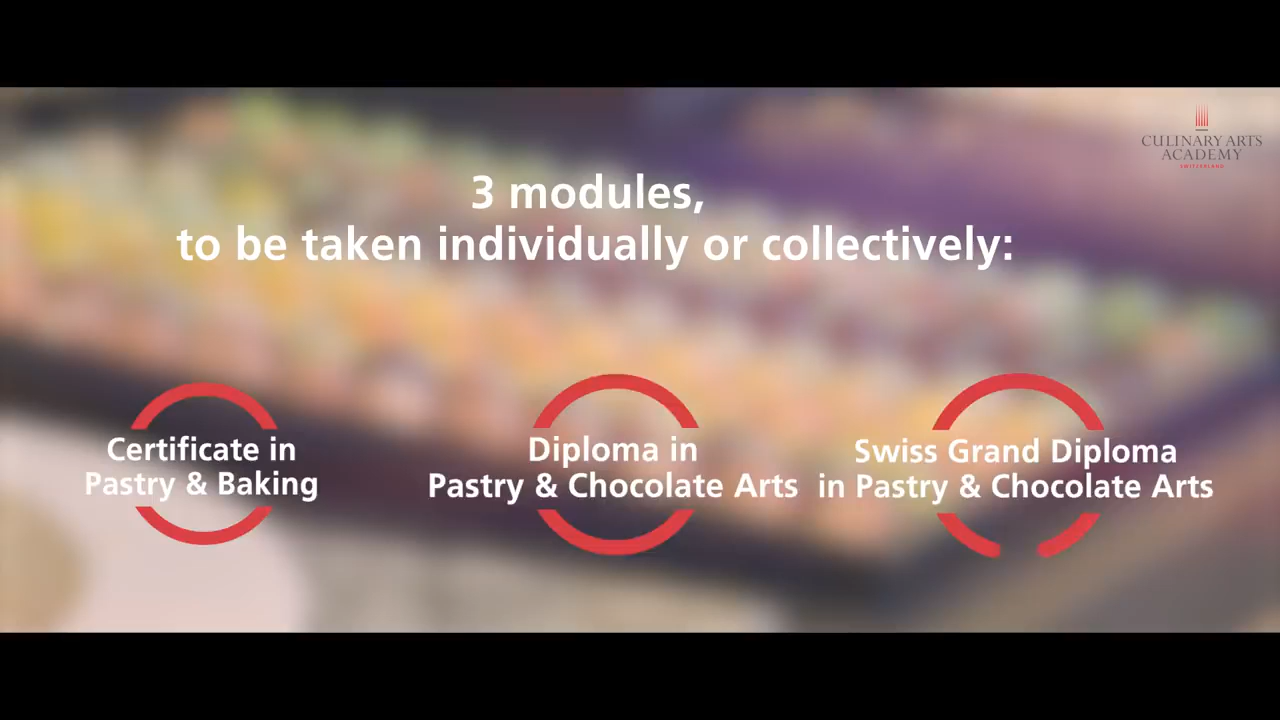 CULINARY ARTS
ACADEMY
SWITZERLAND
3 modules,
to be taken individually or collectively:
Certificate in
Pastry & Baking
Diploma in
Pastry & Chocolate Arts
Swiss Grand Diploma
in Pastry & Chocolate Arts